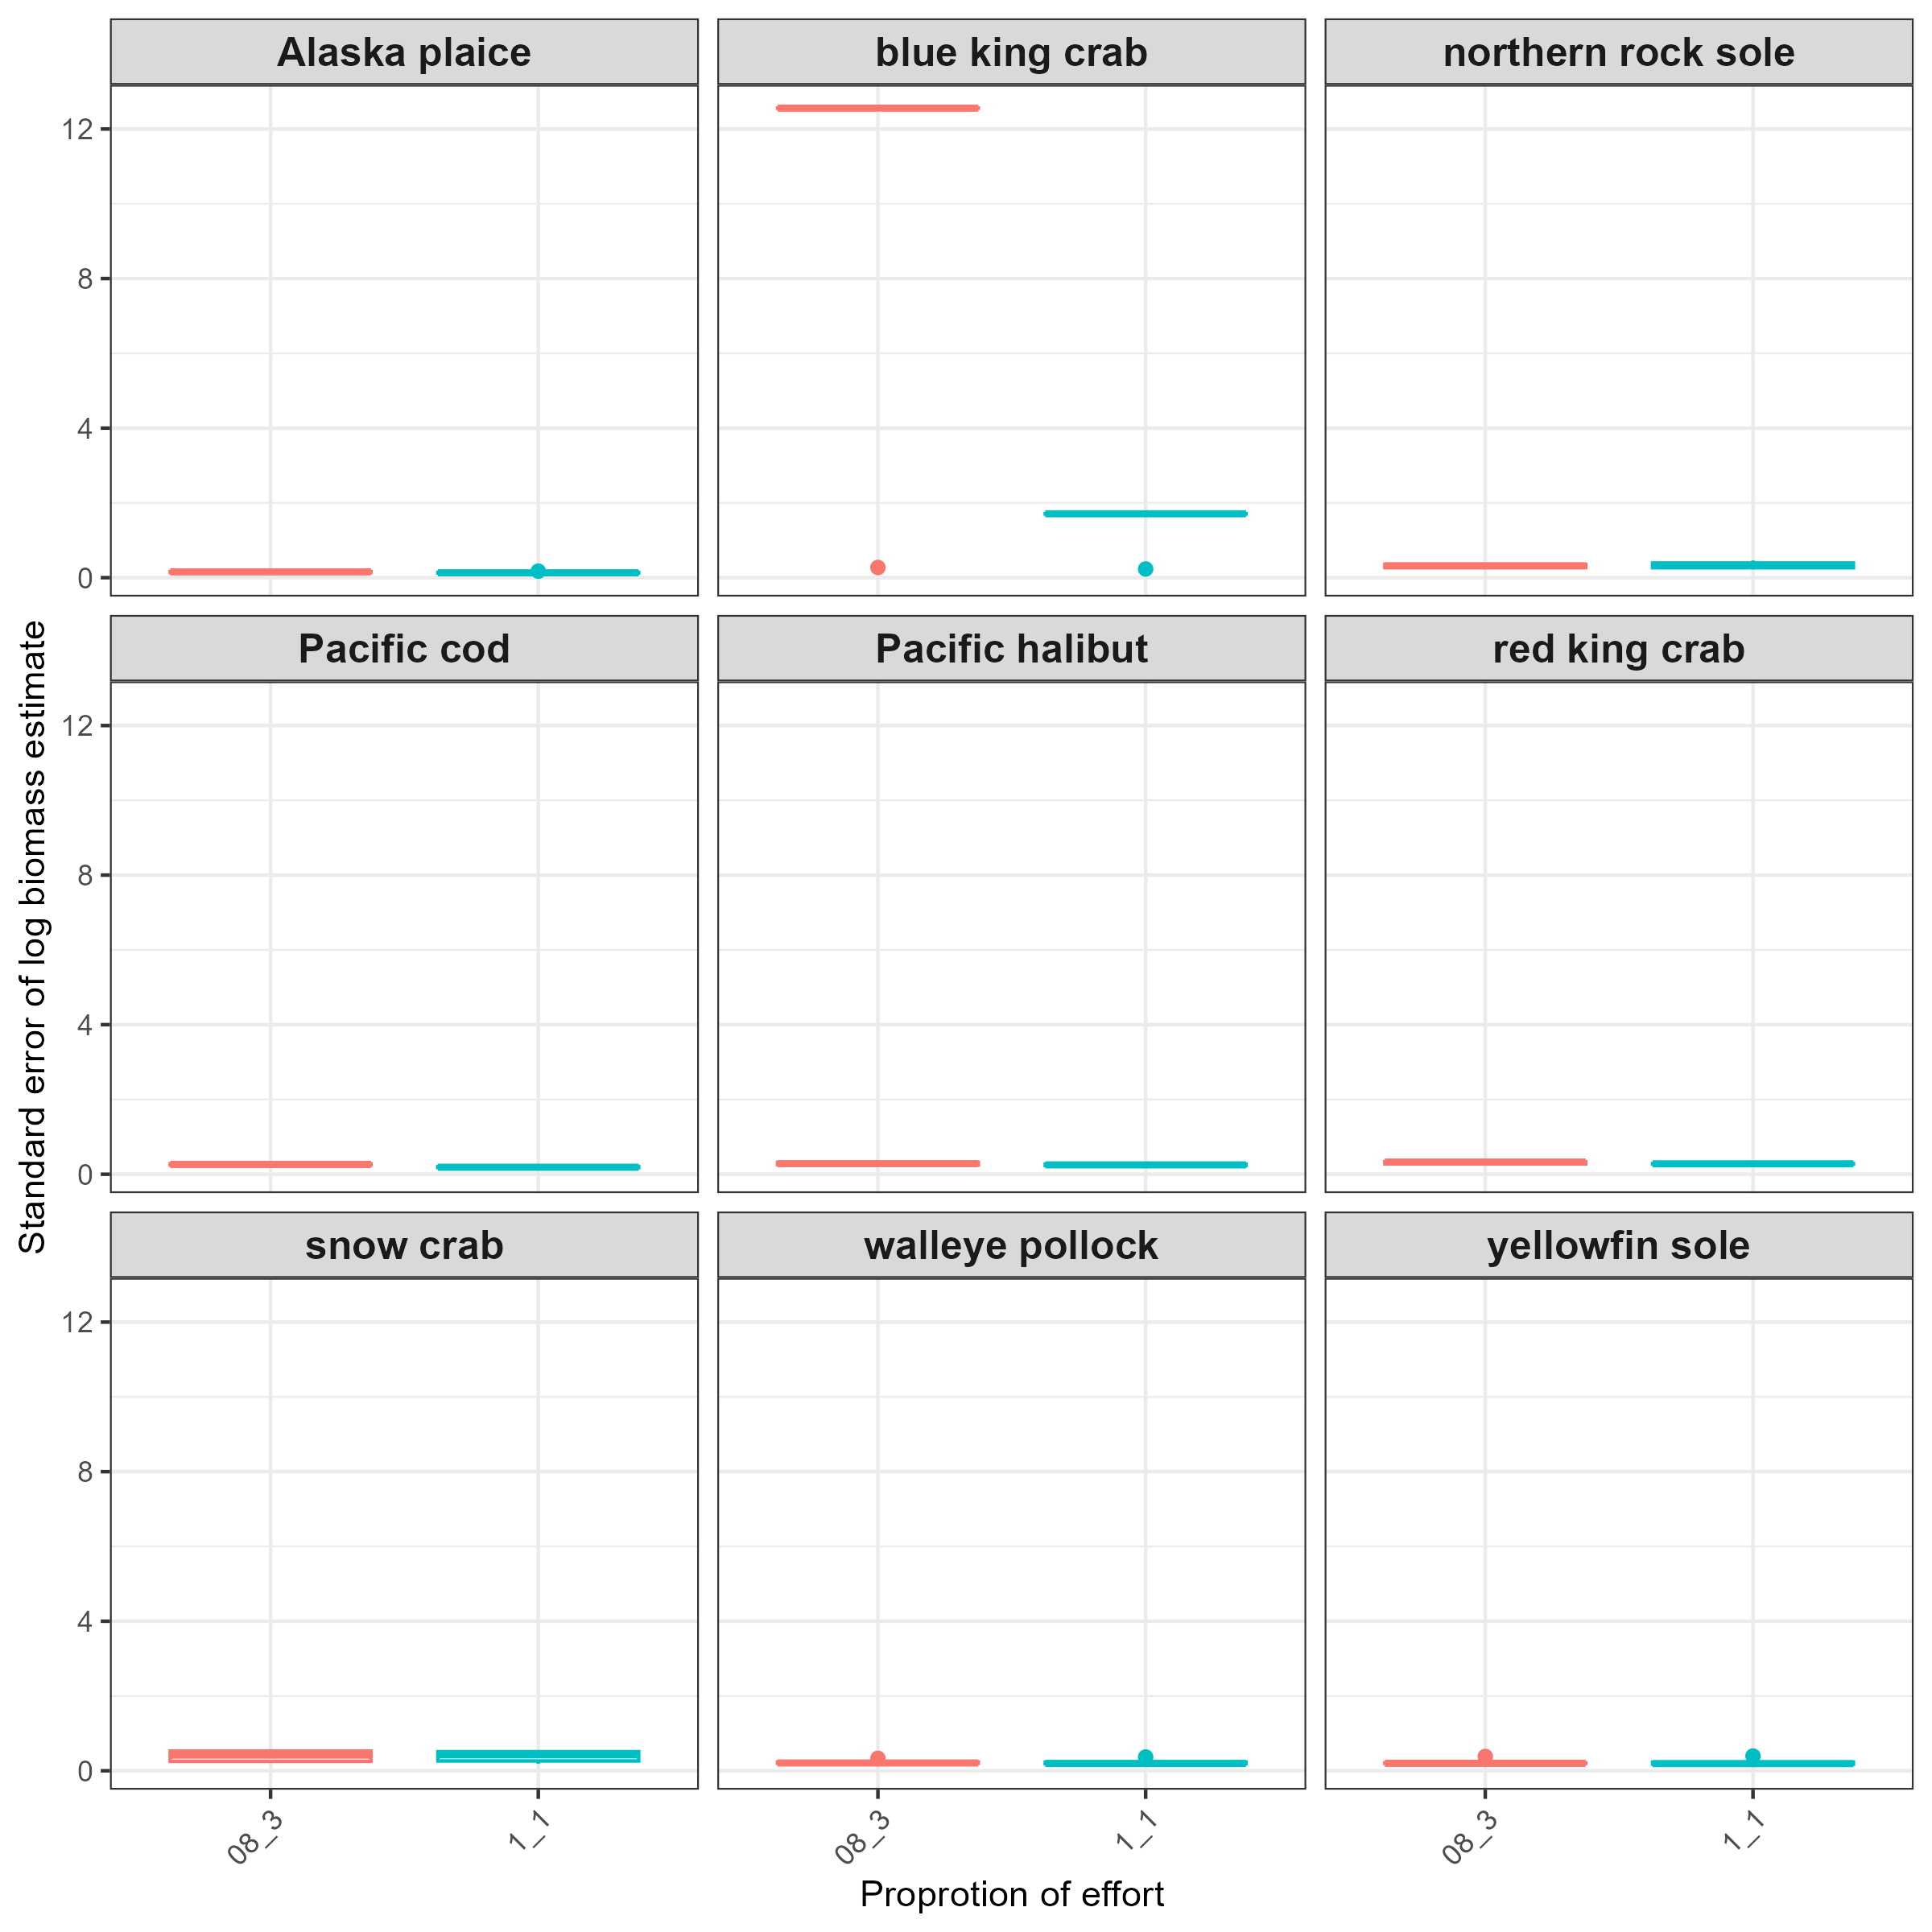 Alaska plaice
blue king crab
northern rock sole
12
8
4
0
Pacific cod
Pacific halibut
red king crab
12
8
4
0
Standard error of log biomass estimate
snow crab
walleye pollock
yellowfin sole
12
8
4
0
08_3
1_1
08_3
1_1
08_3
1_1
Proprotion of effort